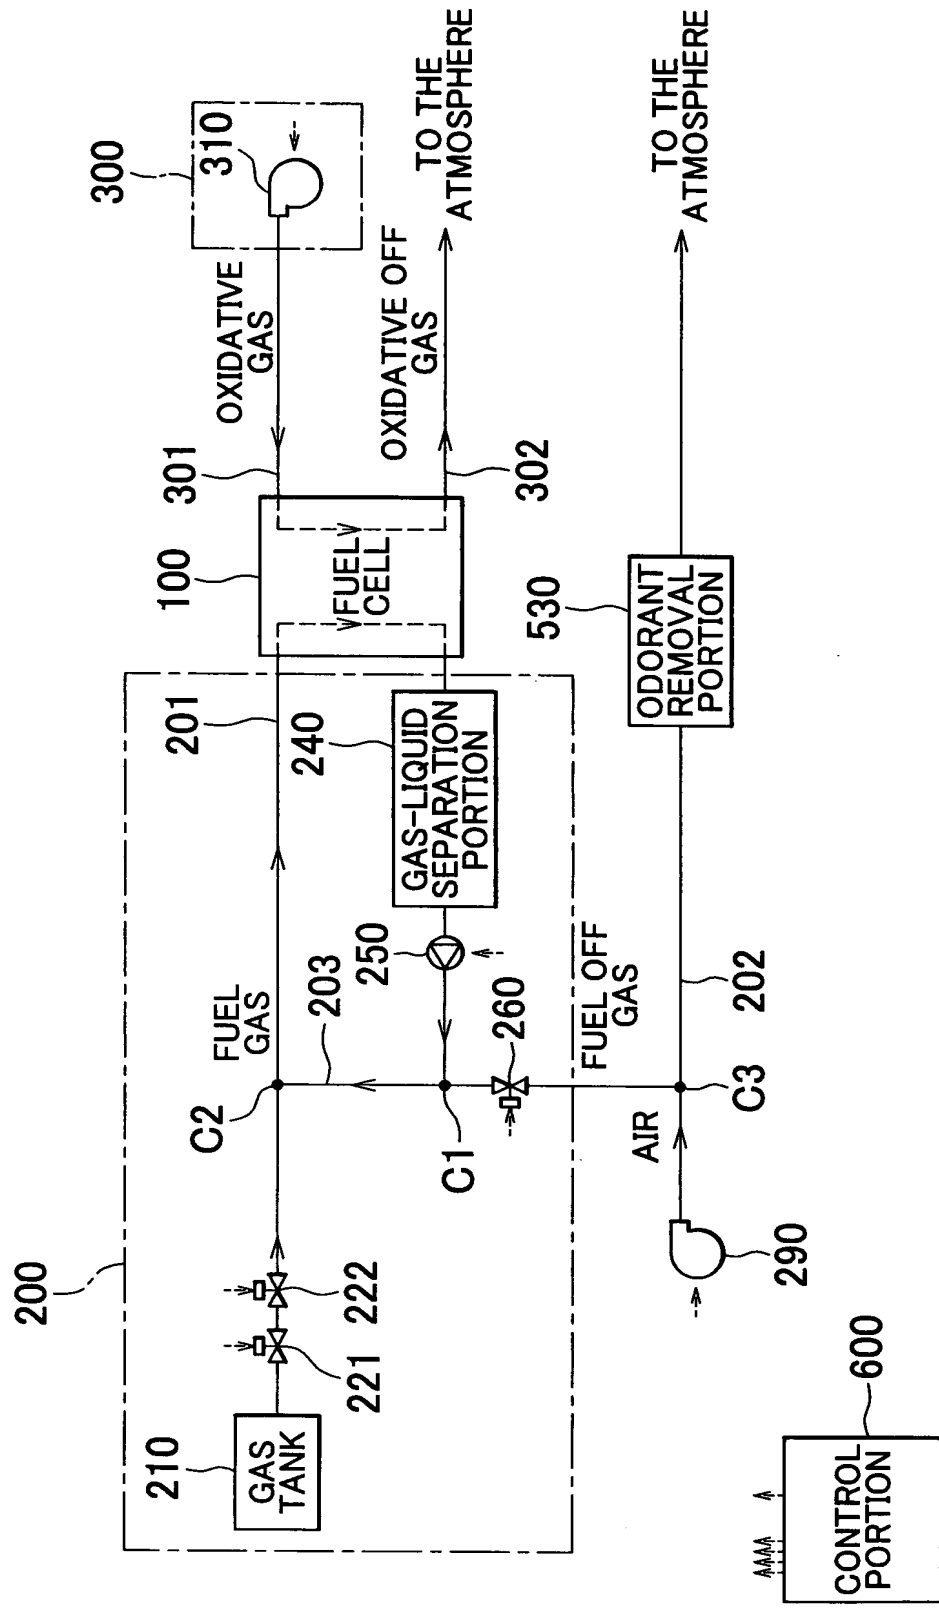 300
310
OXIDATIVE
GAS
301
TO THE
ATMOSPHERE
OXIDATIVE OFF
GAS
302
100
FUEL
CELL
200
210
GAS
TANK
221
222
C2
FUEL
GAS
201
203
240
GAS-LIQUID
SEPARATION
PORTION
250
C1
260
FUEL OFF
GAS
AIR
290
C3
202
530
ODORANT
REMOVAL
PORTION
TO THE
ATMOSPHERE
600
CONTROL
PORTION